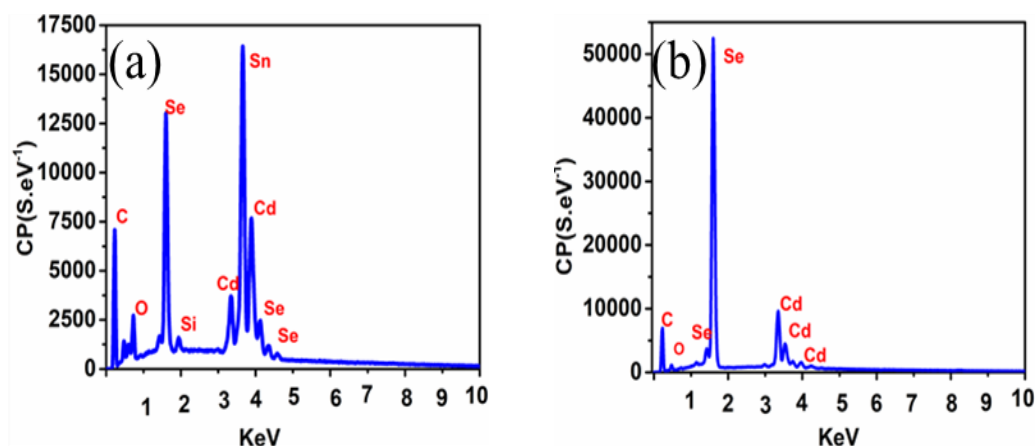 (a)
17500
15000
12500
10000
7500
5000
2500
0
CP(S.eV⁻¹)
C
O
Se
Si
Cd
Sn
Cd
Se
Se
1 2 3 4 5 6 7 8 9 10
KeV
(b)
50000
40000
30000
20000
10000
0
CP(S.eV⁻¹)
C
O
Se
Se
Cd
Cd
Cd
1 2 3 4 5 6 7 8 9 10
KeV